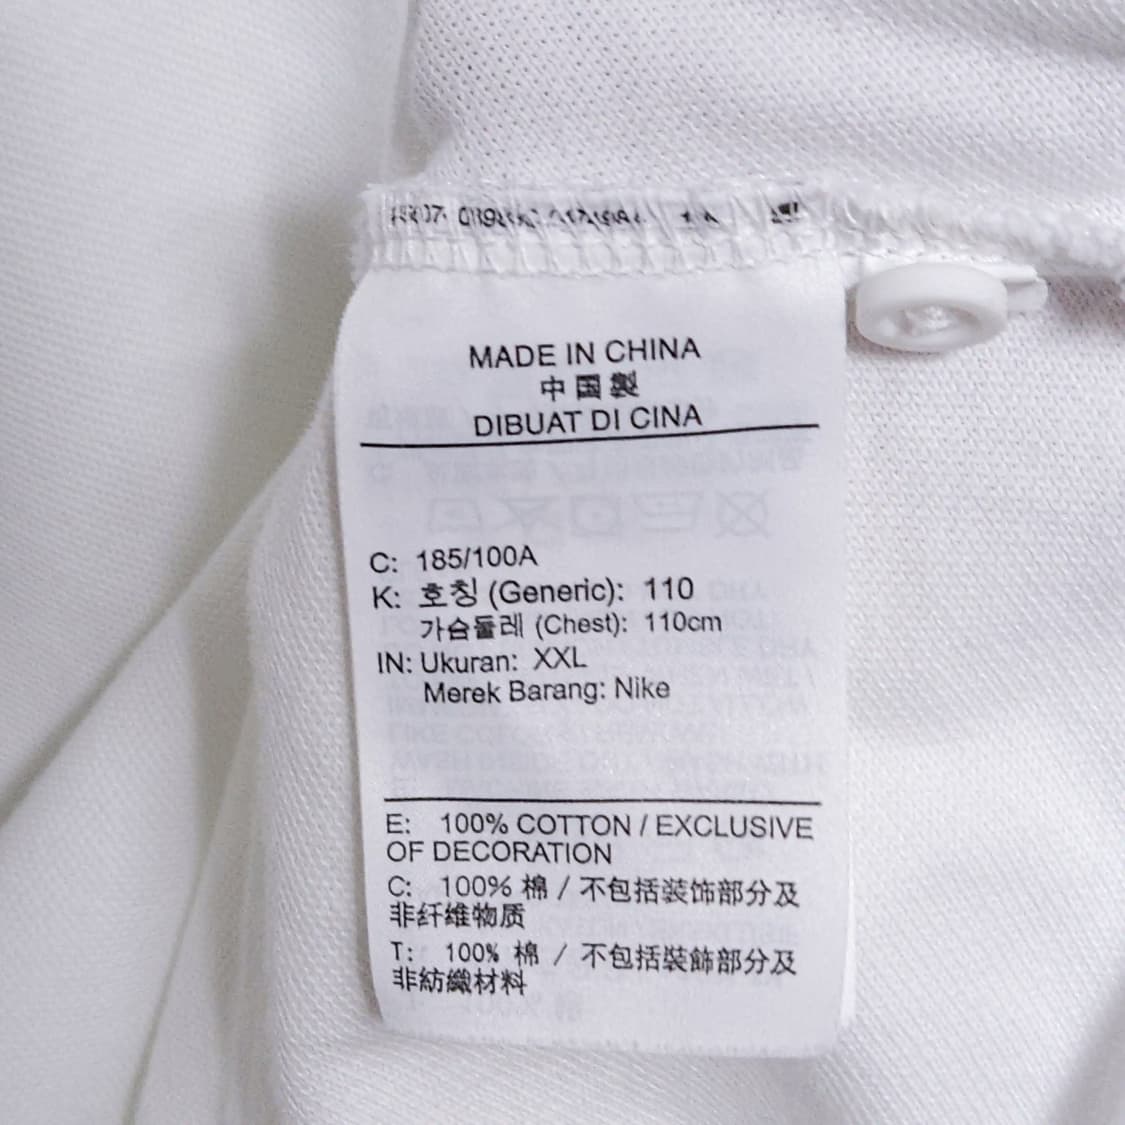 MADE IN CHINA
中国製
DIBUAT DI CINA
C: 185/100A
K: 호칭 (Generic): 110
가슴둘레 (Chest): 110cm
IN: Ukuran: XXL
Merek Barang: Nike
E: 100% COTTON / EXCLUSIVE
OF DECORATION
C: 100% 棉 / 不包括装饰部分及
非纤维物质
T: 100% 棉 / 不包括裝飾部分及
非紡織材料